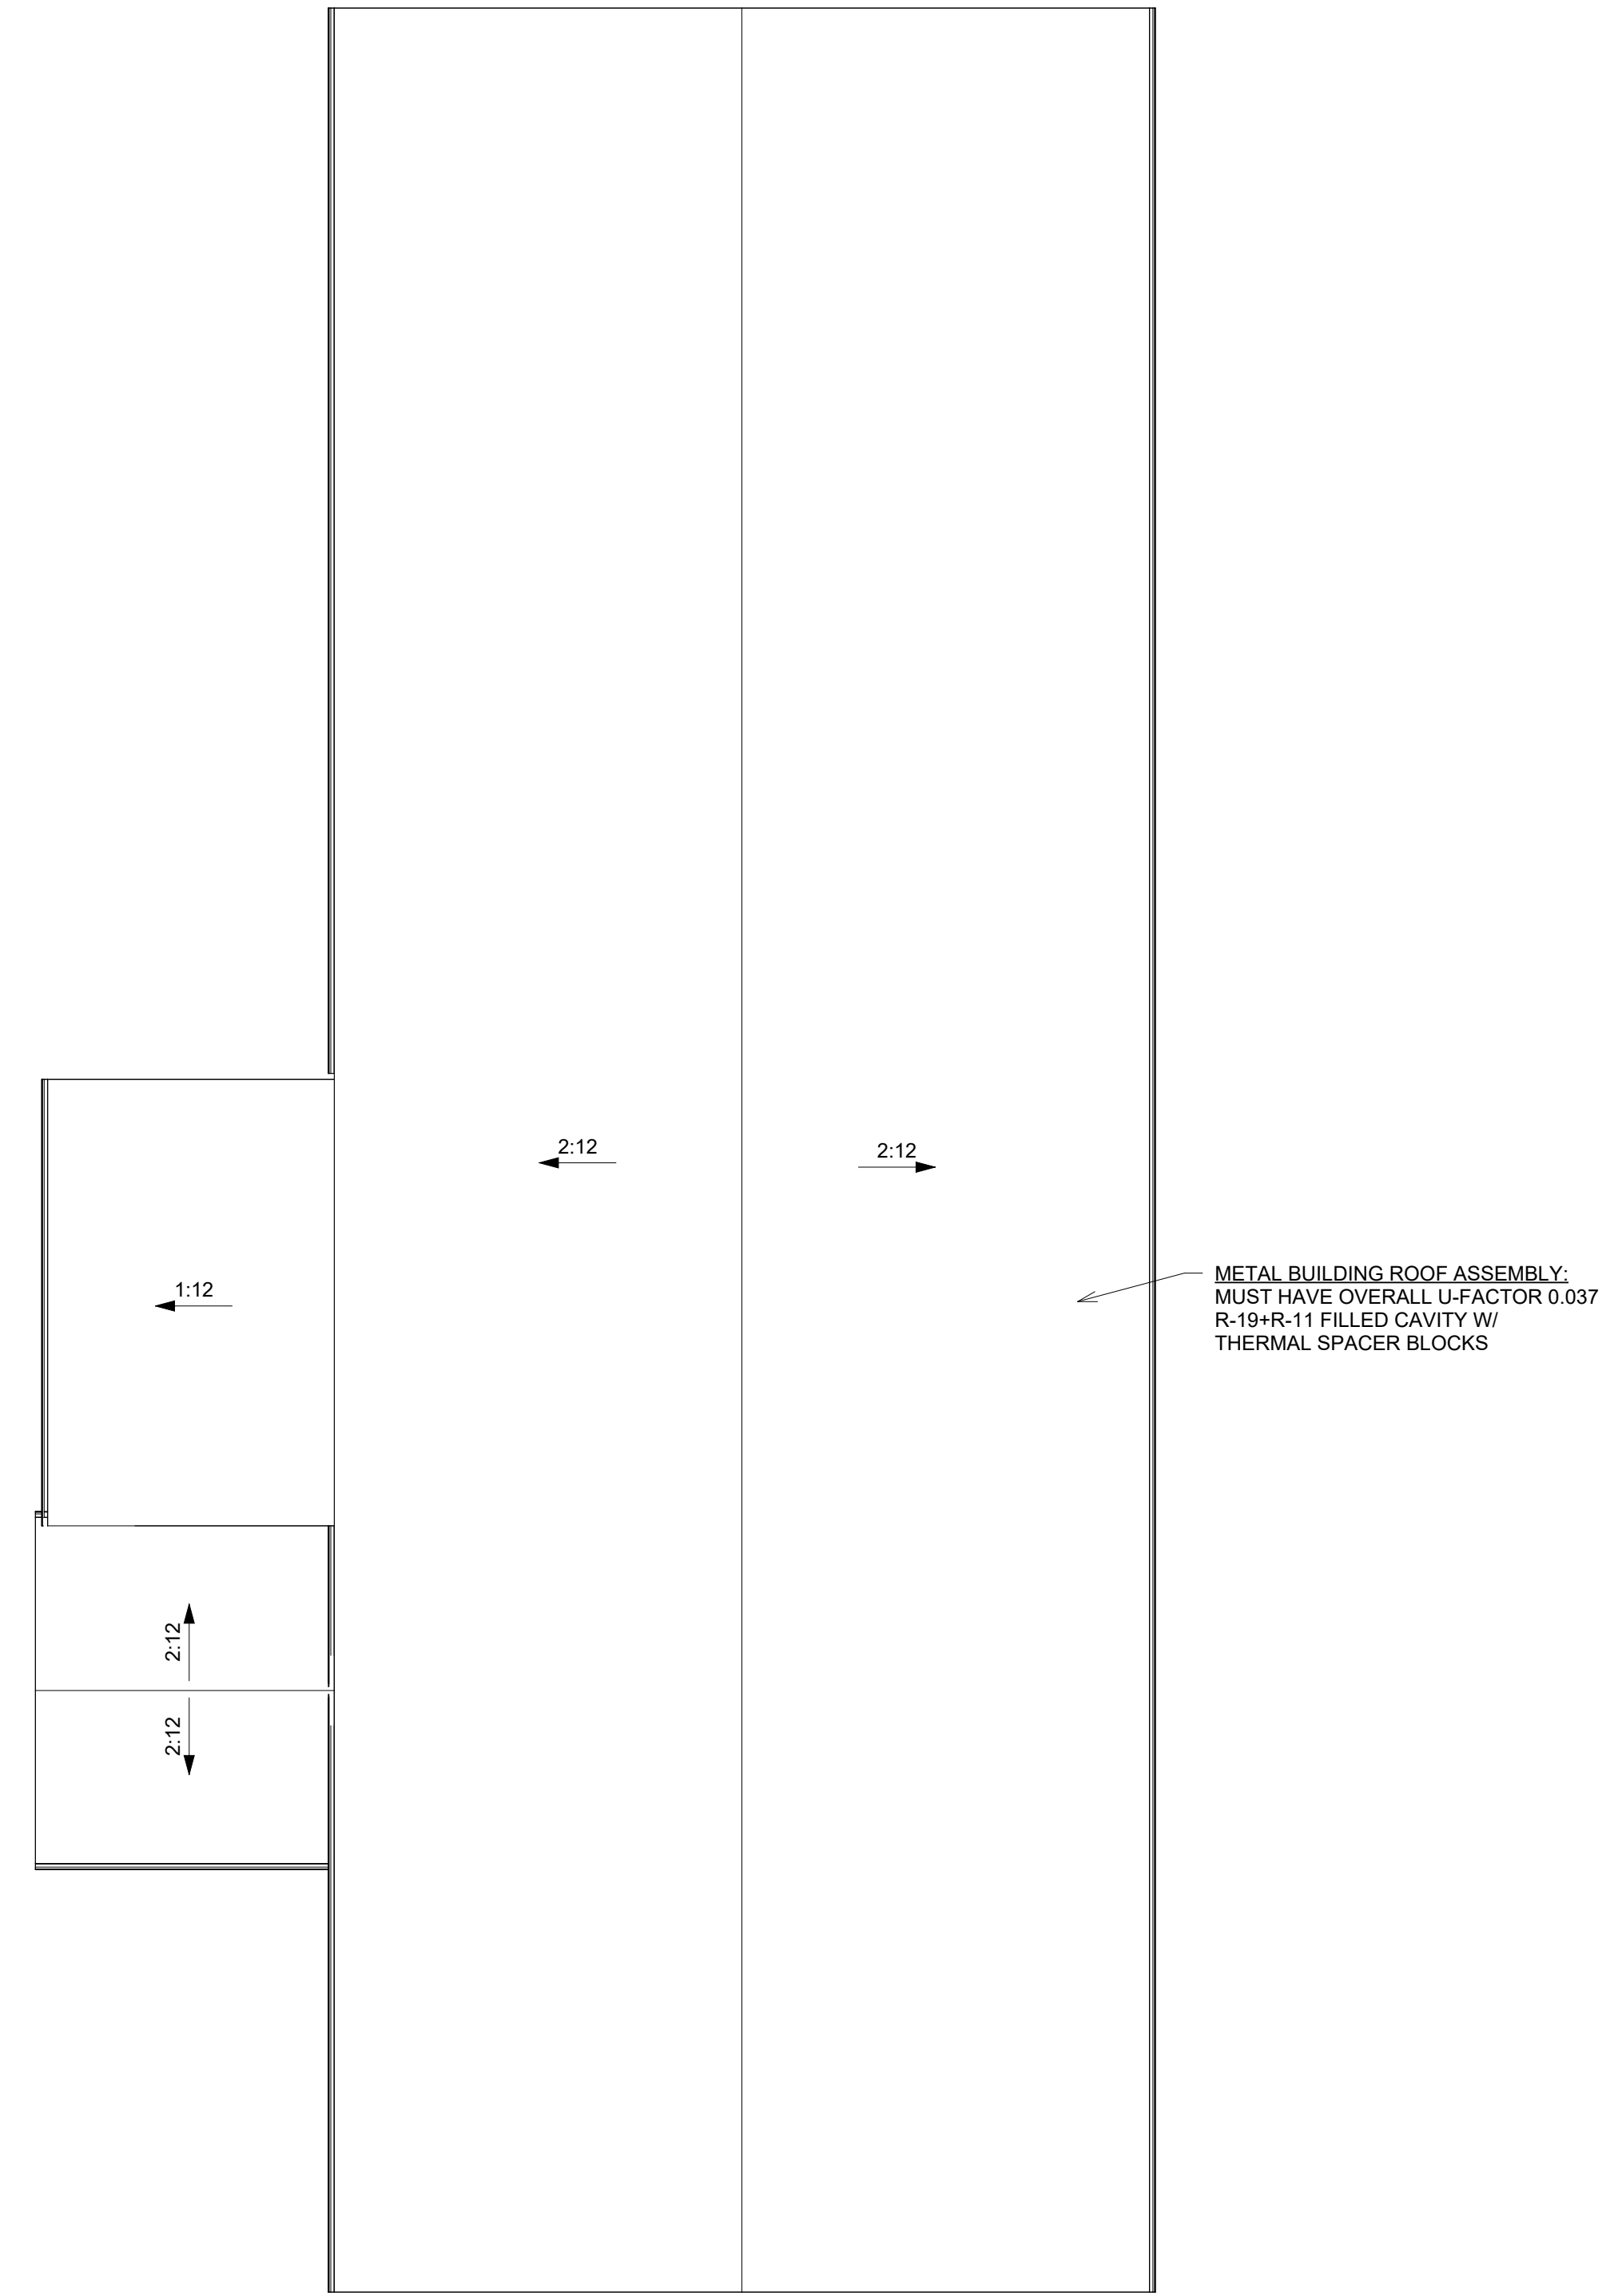 2:12
2:12
1:12
METAL BUILDING ROOF ASSEMBLY:
MUST HAVE OVERALL U-FACTOR 0.037
R-19+R-11 FILLED CAVITY W/
THERMAL SPACER BLOCKS
2:12
2:12